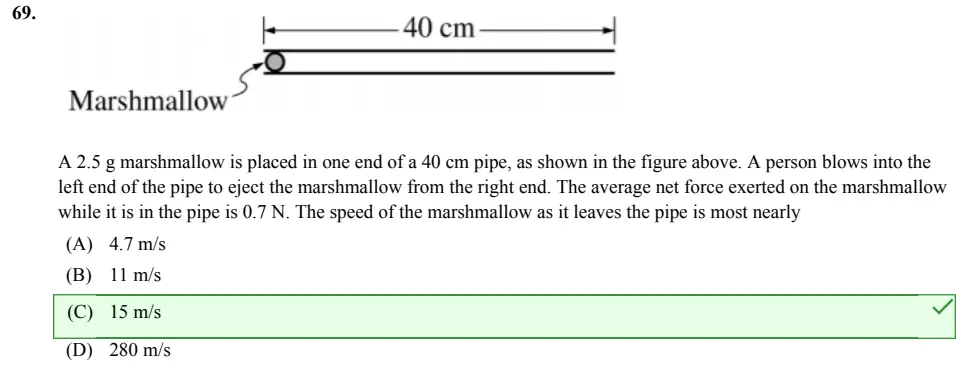 69.
40 cm
Marshmallow
A 2.5 g marshmallow is placed in one end of a 40 cm pipe, as shown in the figure above. A person blows into the
left end of the pipe to eject the marshmallow from the right end. The average net force exerted on the marshmallow
while it is in the pipe is 0.7 N. The speed of the marshmallow as it leaves the pipe is most nearly
(A) 4.7 m/s
(B) 11 m/s
(C) 15 m/s
(D) 280 m/s